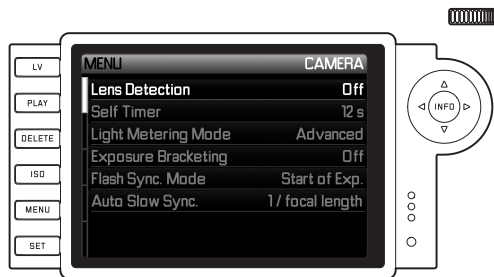 LV
PLAY
DELETE
ISO
MENU
SET
MENU CAMERA
Lens Detection Off
Self Timer 12 s
Light Metering Mode Advanced
Exposure Bracketing Off
Flash Sync. Mode Start of Exp.
Auto Slow Sync. 1 / focal length
INFO